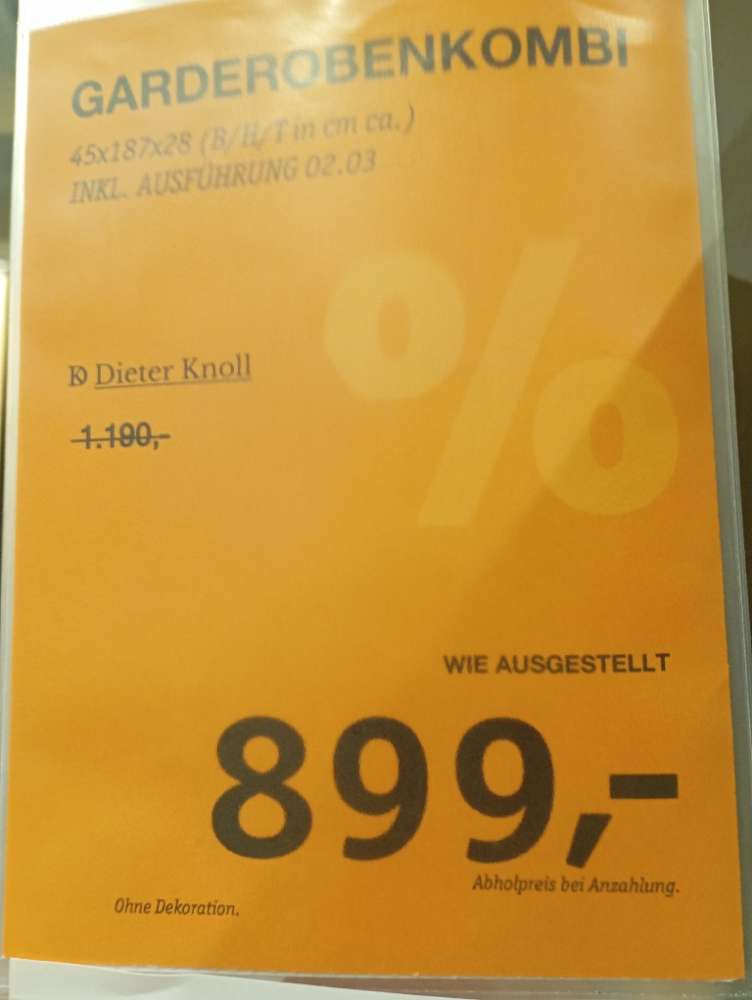 GARDEROBENKOMBI
45x187x28 (B/H/T in cm ca.)
INKL. AUSFÜHRUNG 02.03
%
Dieter Knoll
1.190,-
WIE AUSGESTELLT
899,-
Abholpreis bei Anzahlung.
Ohne Dekoration.